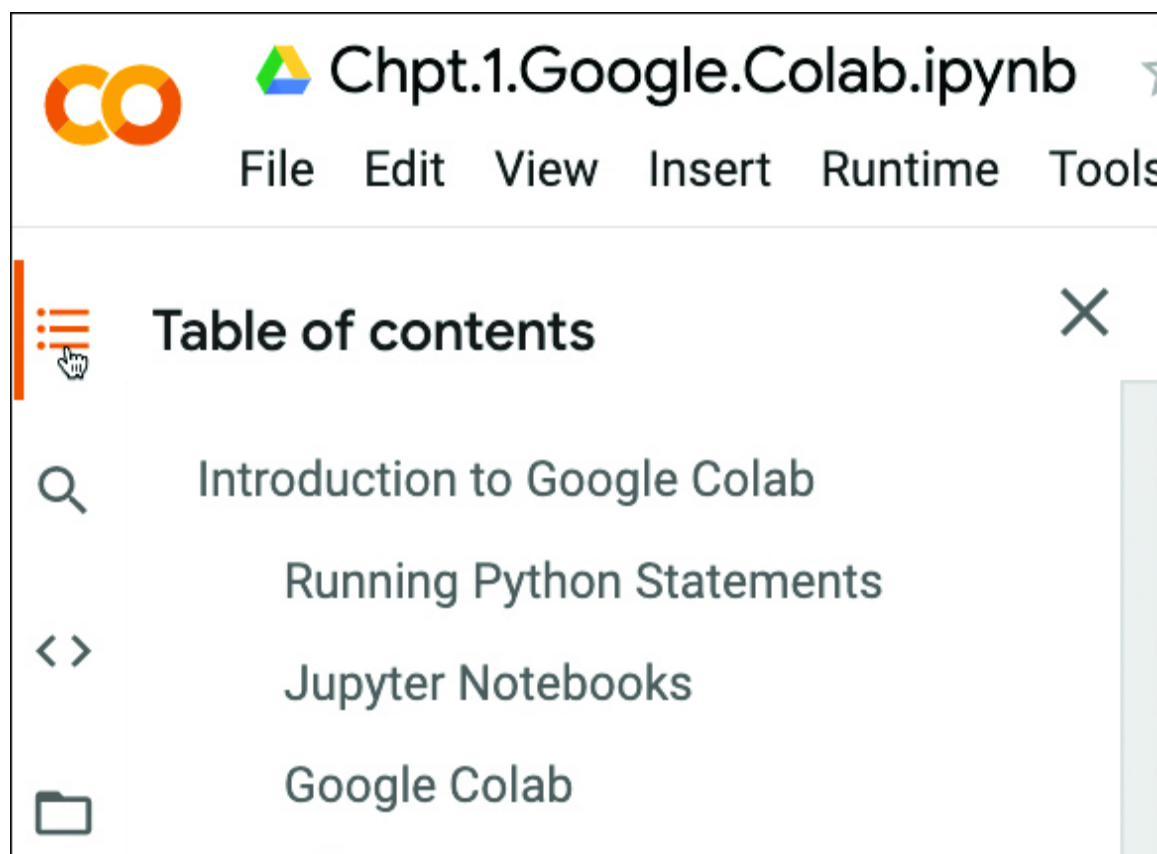 Chpt.1.Google.Colab.ipynb
File Edit View Insert Runtime Tools
Table of contents
Introduction to Google Colab
Running Python Statements
Jupyter Notebooks
Google Colab